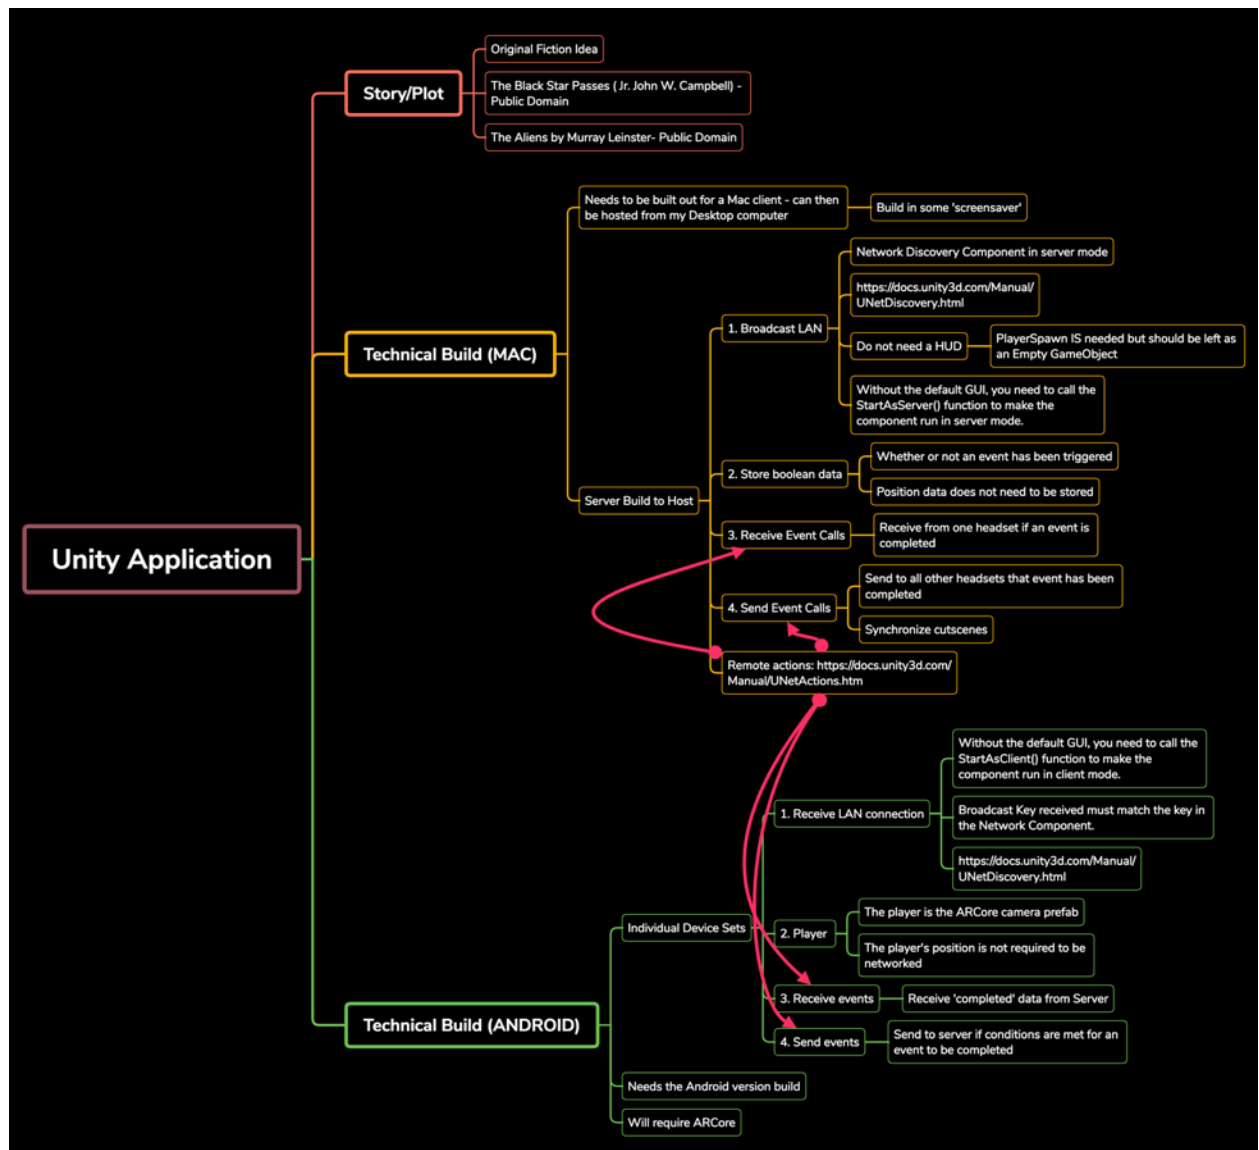 Unity Application
Story/Plot
Original Fiction Idea
The Black Star Passes ( Jr. John W. Campbell) -
Public Domain
The Aliens by Murray Leinster- Public Domain
Technical Build (MAC)
Needs to be built out for a Mac client - can then
be hosted from my Desktop computer
Build in some 'screensaver'
Server Build to Host
1. Broadcast LAN
Network Discovery Component in server mode
https://docs.unity3d.com/Manual/
UNetDiscovery.html
Do not need a HUD
PlayerSpawn IS needed but should be left as
an Empty GameObject
Without the default GUI, you need to call the
StartAsServer() function to make the
component run in server mode.
2. Store boolean data
Whether or not an event has been triggered
Position data does not need to be stored
3. Receive Event Calls
Receive from one headset if an event is
completed
4. Send Event Calls
Send to all other headsets that event has been
completed
Synchronize cutscenes
Remote actions: https://docs.unity3d.com/
Manual/UNetActions.htm
Technical Build (ANDROID)
Individual Device Sets
1. Receive LAN connection
Without the default GUI, you need to call the
StartAsClient() function to make the
component run in client mode.
Broadcast Key received must match the key in
the Network Component.
https://docs.unity3d.com/Manual/
UNetDiscovery.html
2. Player
The player is the ARCore camera prefab
The player's position is not required to be
networked
3. Receive events
Receive 'completed' data from Server
4. Send events
Send to server if conditions are met for an
event to be completed
Needs the Android version build
Will require ARCore